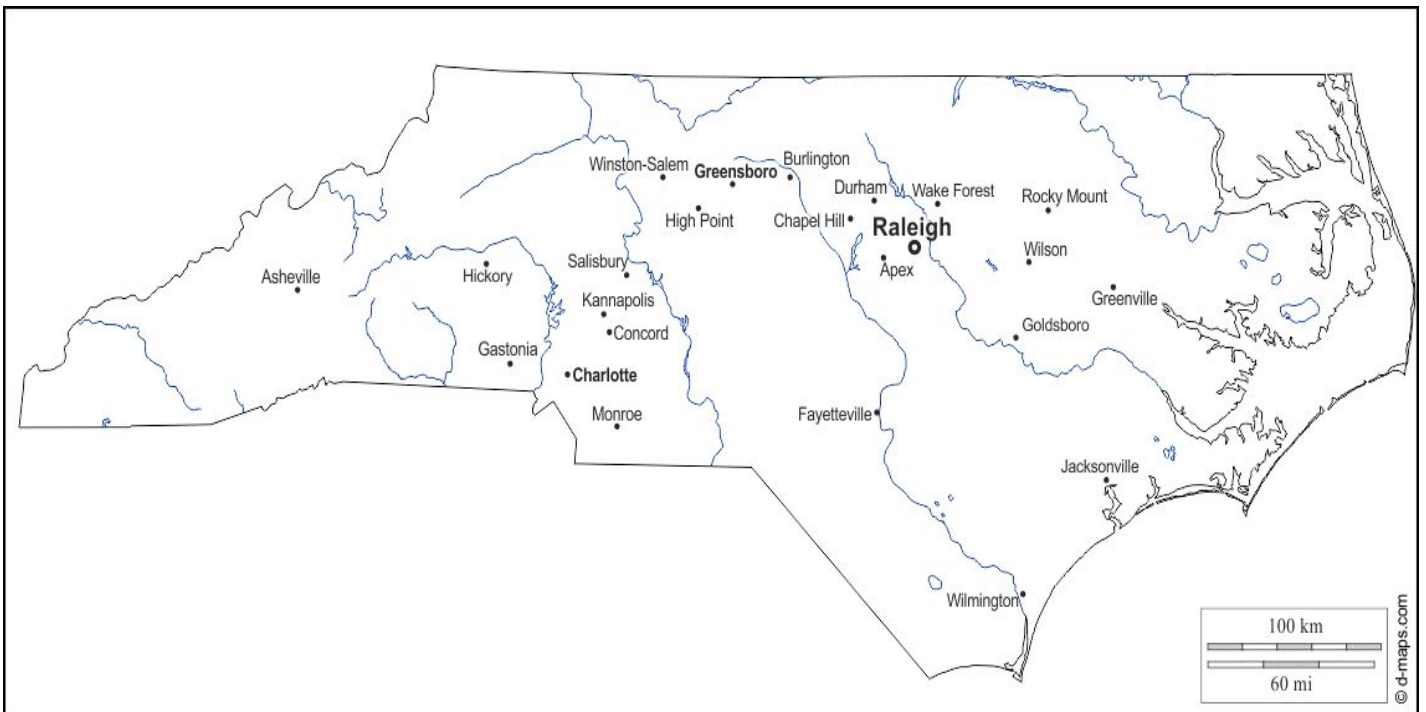 Winston-Salem
Greensboro
Burlington
Durham
Wake Forest
Rocky Mount
High Point
Chapel Hill
Raleigh
Wilson
Asheville
Hickory
Salisbury
Apex
Kannapolis
Greenville
Concord
Goldsboro
Gastonia
Charlotte
Monroe
Fayetteville
Jacksonville
Wilmington
100 km
60 mi
© d-maps.com